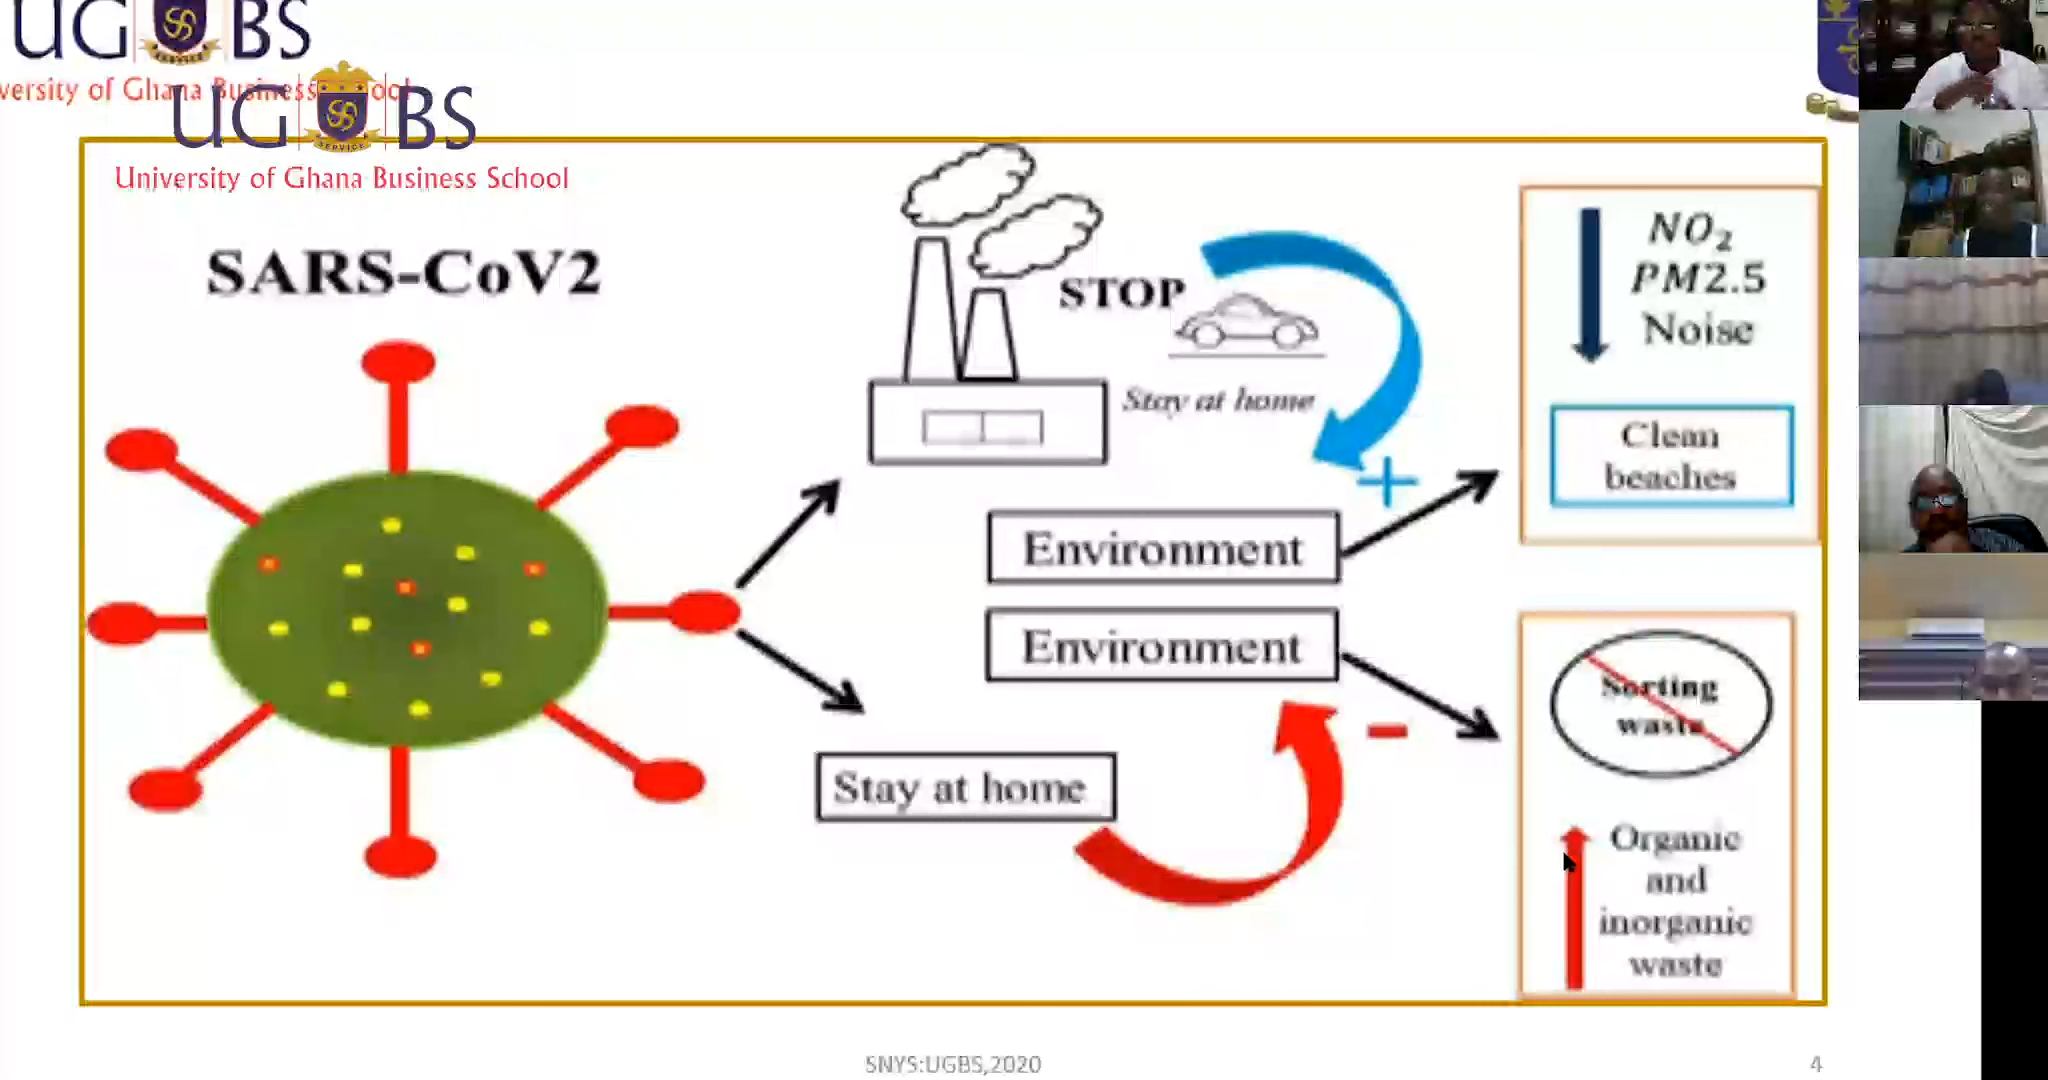 UG BS
versity of Ghana Business School
UG BS
SERVICE
University of Ghana Business School
SARS-CoV2
STOP
Stay at home
NO₂
PM2.5
Noise
Clean
beaches
+
Environment
Environment
Stay at home
-
Sorting
waste
Organic
and
inorganic
waste
SNYS:UGBS,2020
4